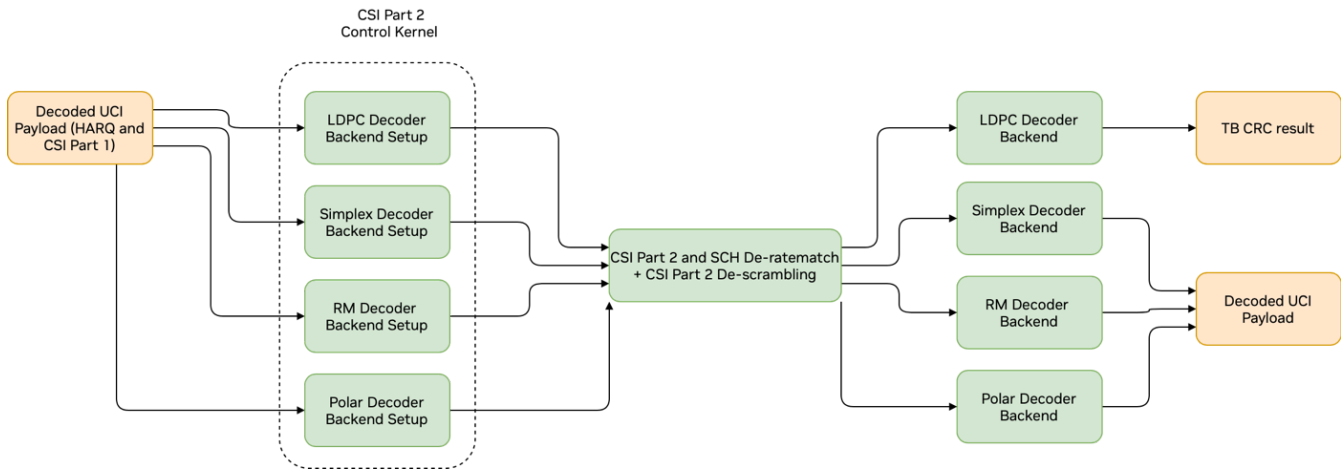 CSI Part 2
Control Kernel
Decoded UCI
Payload (HARQ and
CSI Part 1)
LDPC Decoder
Backend Setup
Simplex Decoder
Backend Setup
RM Decoder
Backend Setup
Polar Decoder
Backend Setup
CSI Part 2 and SCH De-ratematch
+ CSI Part 2 De-scrambling
LDPC Decoder
Backend
Simplex Decoder
Backend
RM Decoder
Backend
Polar Decoder
Backend
TB CRC result
Decoded UCI
Payload